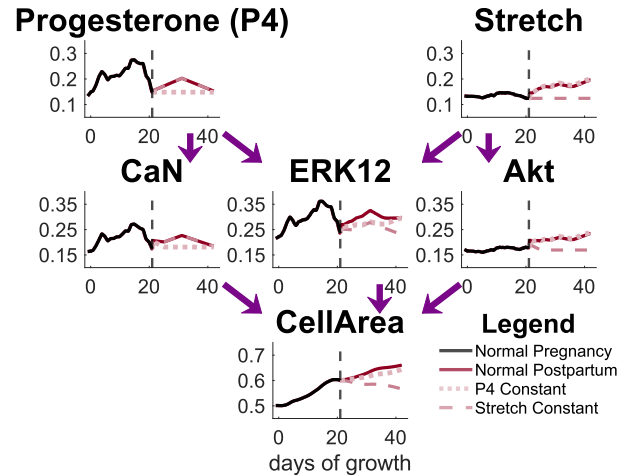 Progesterone (P4) Stretch
0.3 0.3
0.2 0.2
0.1 0.1
0 20 40 0 20 40
CaN ERK12 Akt
0.35 0.35 0.35
0.25 0.25 0.25
0.15 0.15 0.15
0 20 40 0 20 40 0 20 40
CellArea Legend
0.7 Normal Pregnancy
0.6 Normal Postpartum
0.5 P4 Constant
0 20 40 Stretch Constant
days of growth